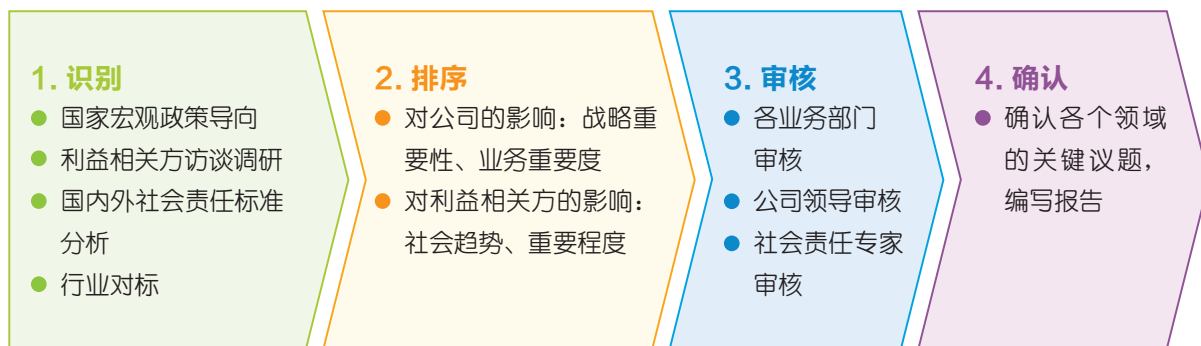 1. 识别
国家宏观政策导向
利益相关方访谈调研
国内外社会责任标准
分析
行业对标
2. 排序
对公司的影响：战略重
要性、业务重要度
对利益相关方的影响：
社会趋势、重要程度
3. 审核
各业务部门
审核
公司领导审核
社会责任专家
审核
4. 确认
确认各个领域
的关键议题，
编写报告